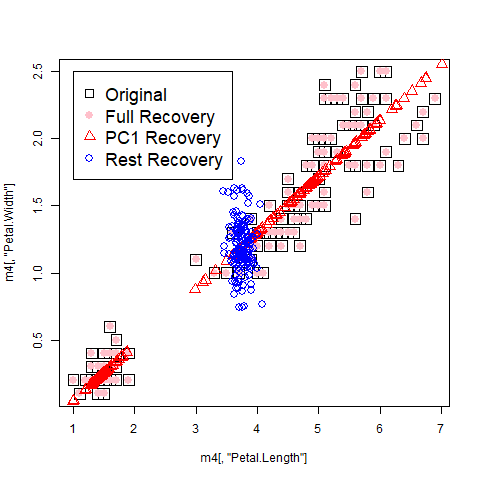 2.5
2.0
1.5
1.0
0.5
m4[, "Petal.Width"]
Original
Full Recovery
PC1 Recovery
Rest Recovery
1 2 3 4 5 6 7
m4[, "Petal.Length"]